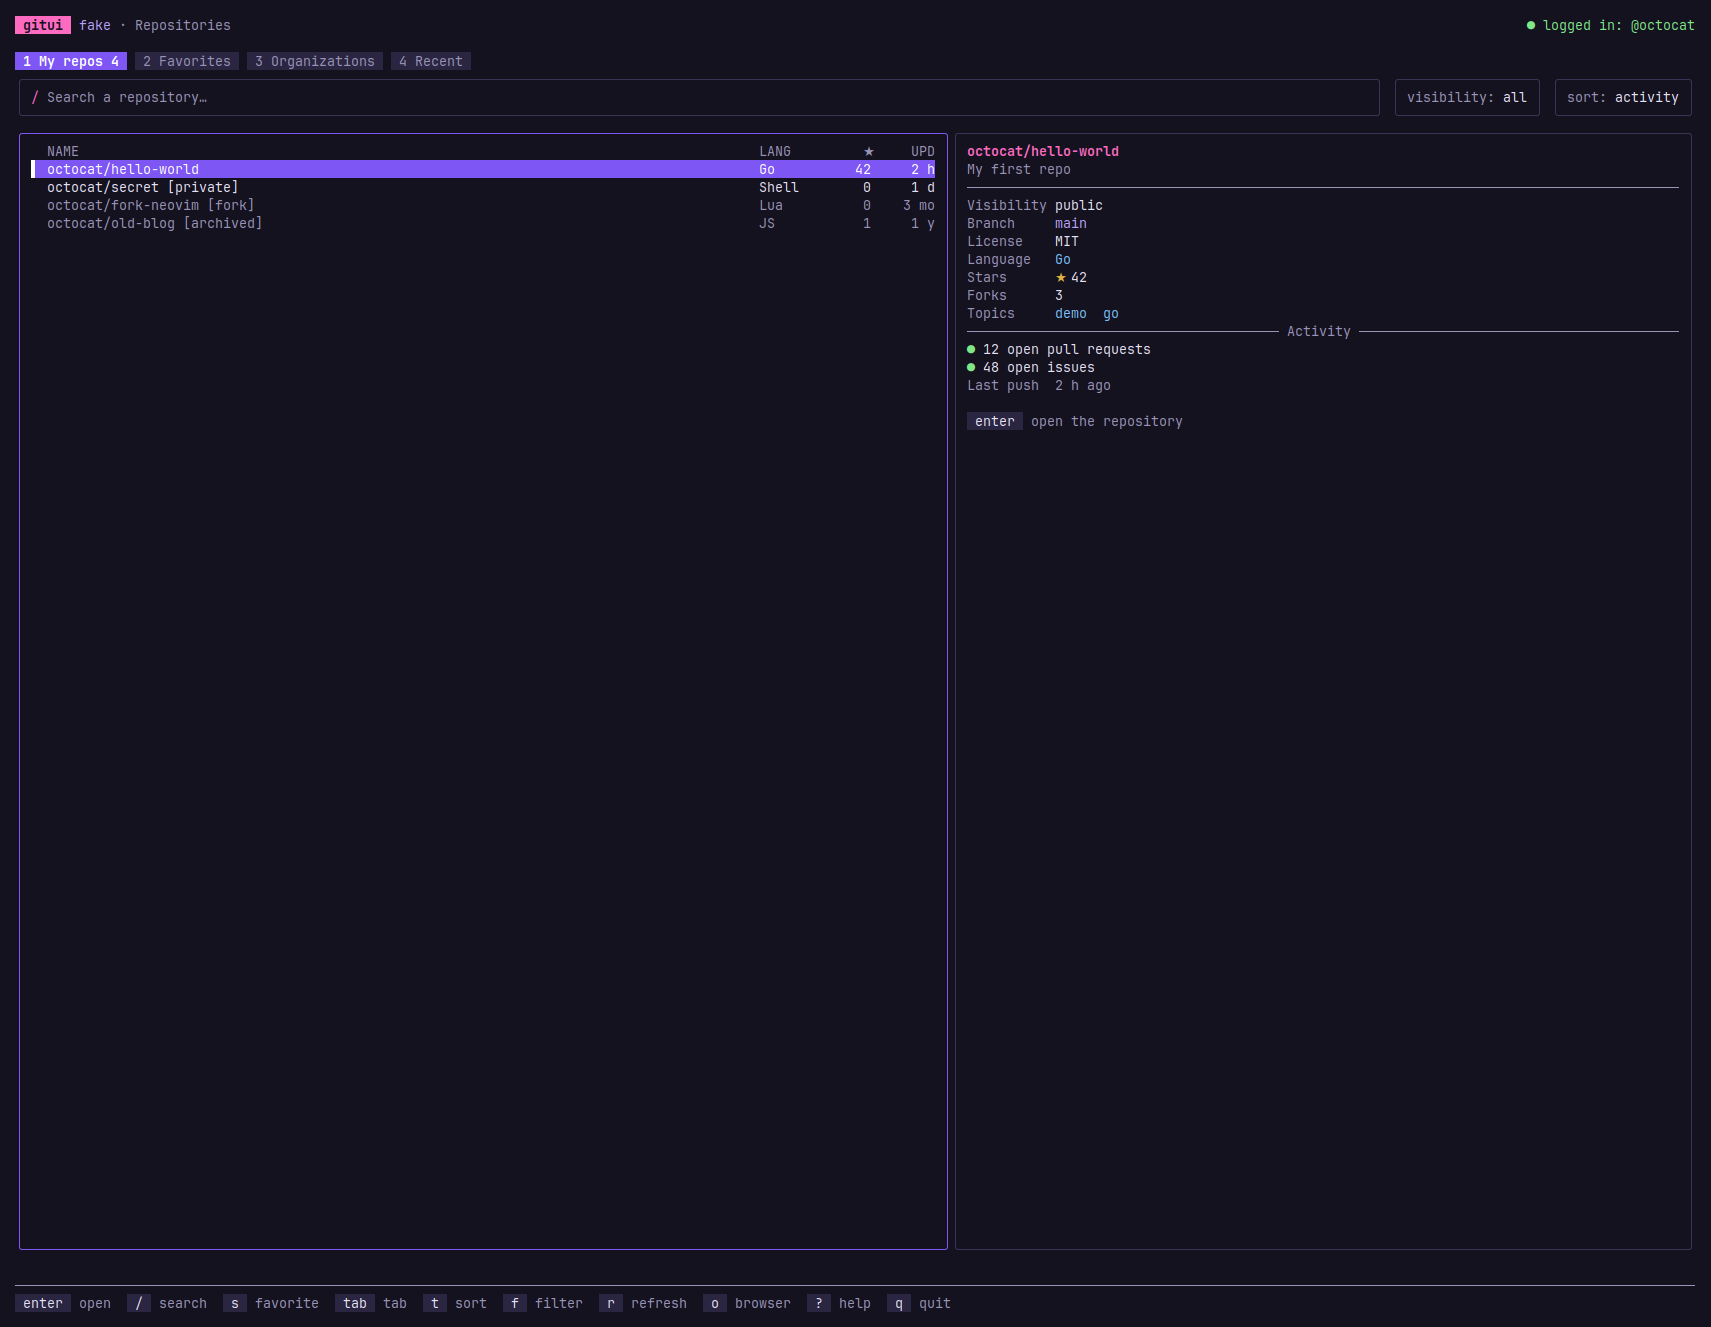 gitui fake · Repositories
● logged in: @octocat
1 My repos 4 2 Favorites 3 Organizations 4 Recent
/ Search a repository…
visibility: all
sort: activity
NAME LANG ★ UPD
octocat/hello-world Go 42 2 h
octocat/secret [private] Shell 0 1 d
octocat/fork-neovim [fork] Lua 0 3 mo
octocat/old-blog [archived] JS 1 1 y
octocat/hello-world
My first repo
Visibility public
Branch main
License MIT
Language Go
Stars ★ 42
Forks 3
Topics demo go
Activity
● 12 open pull requests
● 48 open issues
Last push 2 h ago
enter open the repository
enter open / search s favorite tab tab t sort f filter r refresh o browser ? help q quit